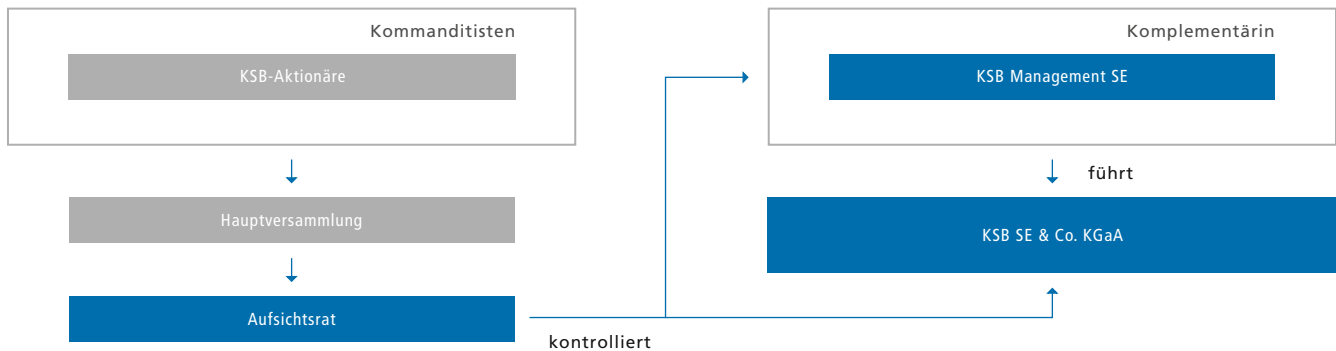 Kommanditisten
KSB-Aktionäre
Hauptversammlung
Aufsichtsrat
kontrolliert
Komplementärin
KSB Management SE
führt
KSB SE & Co. KGaA